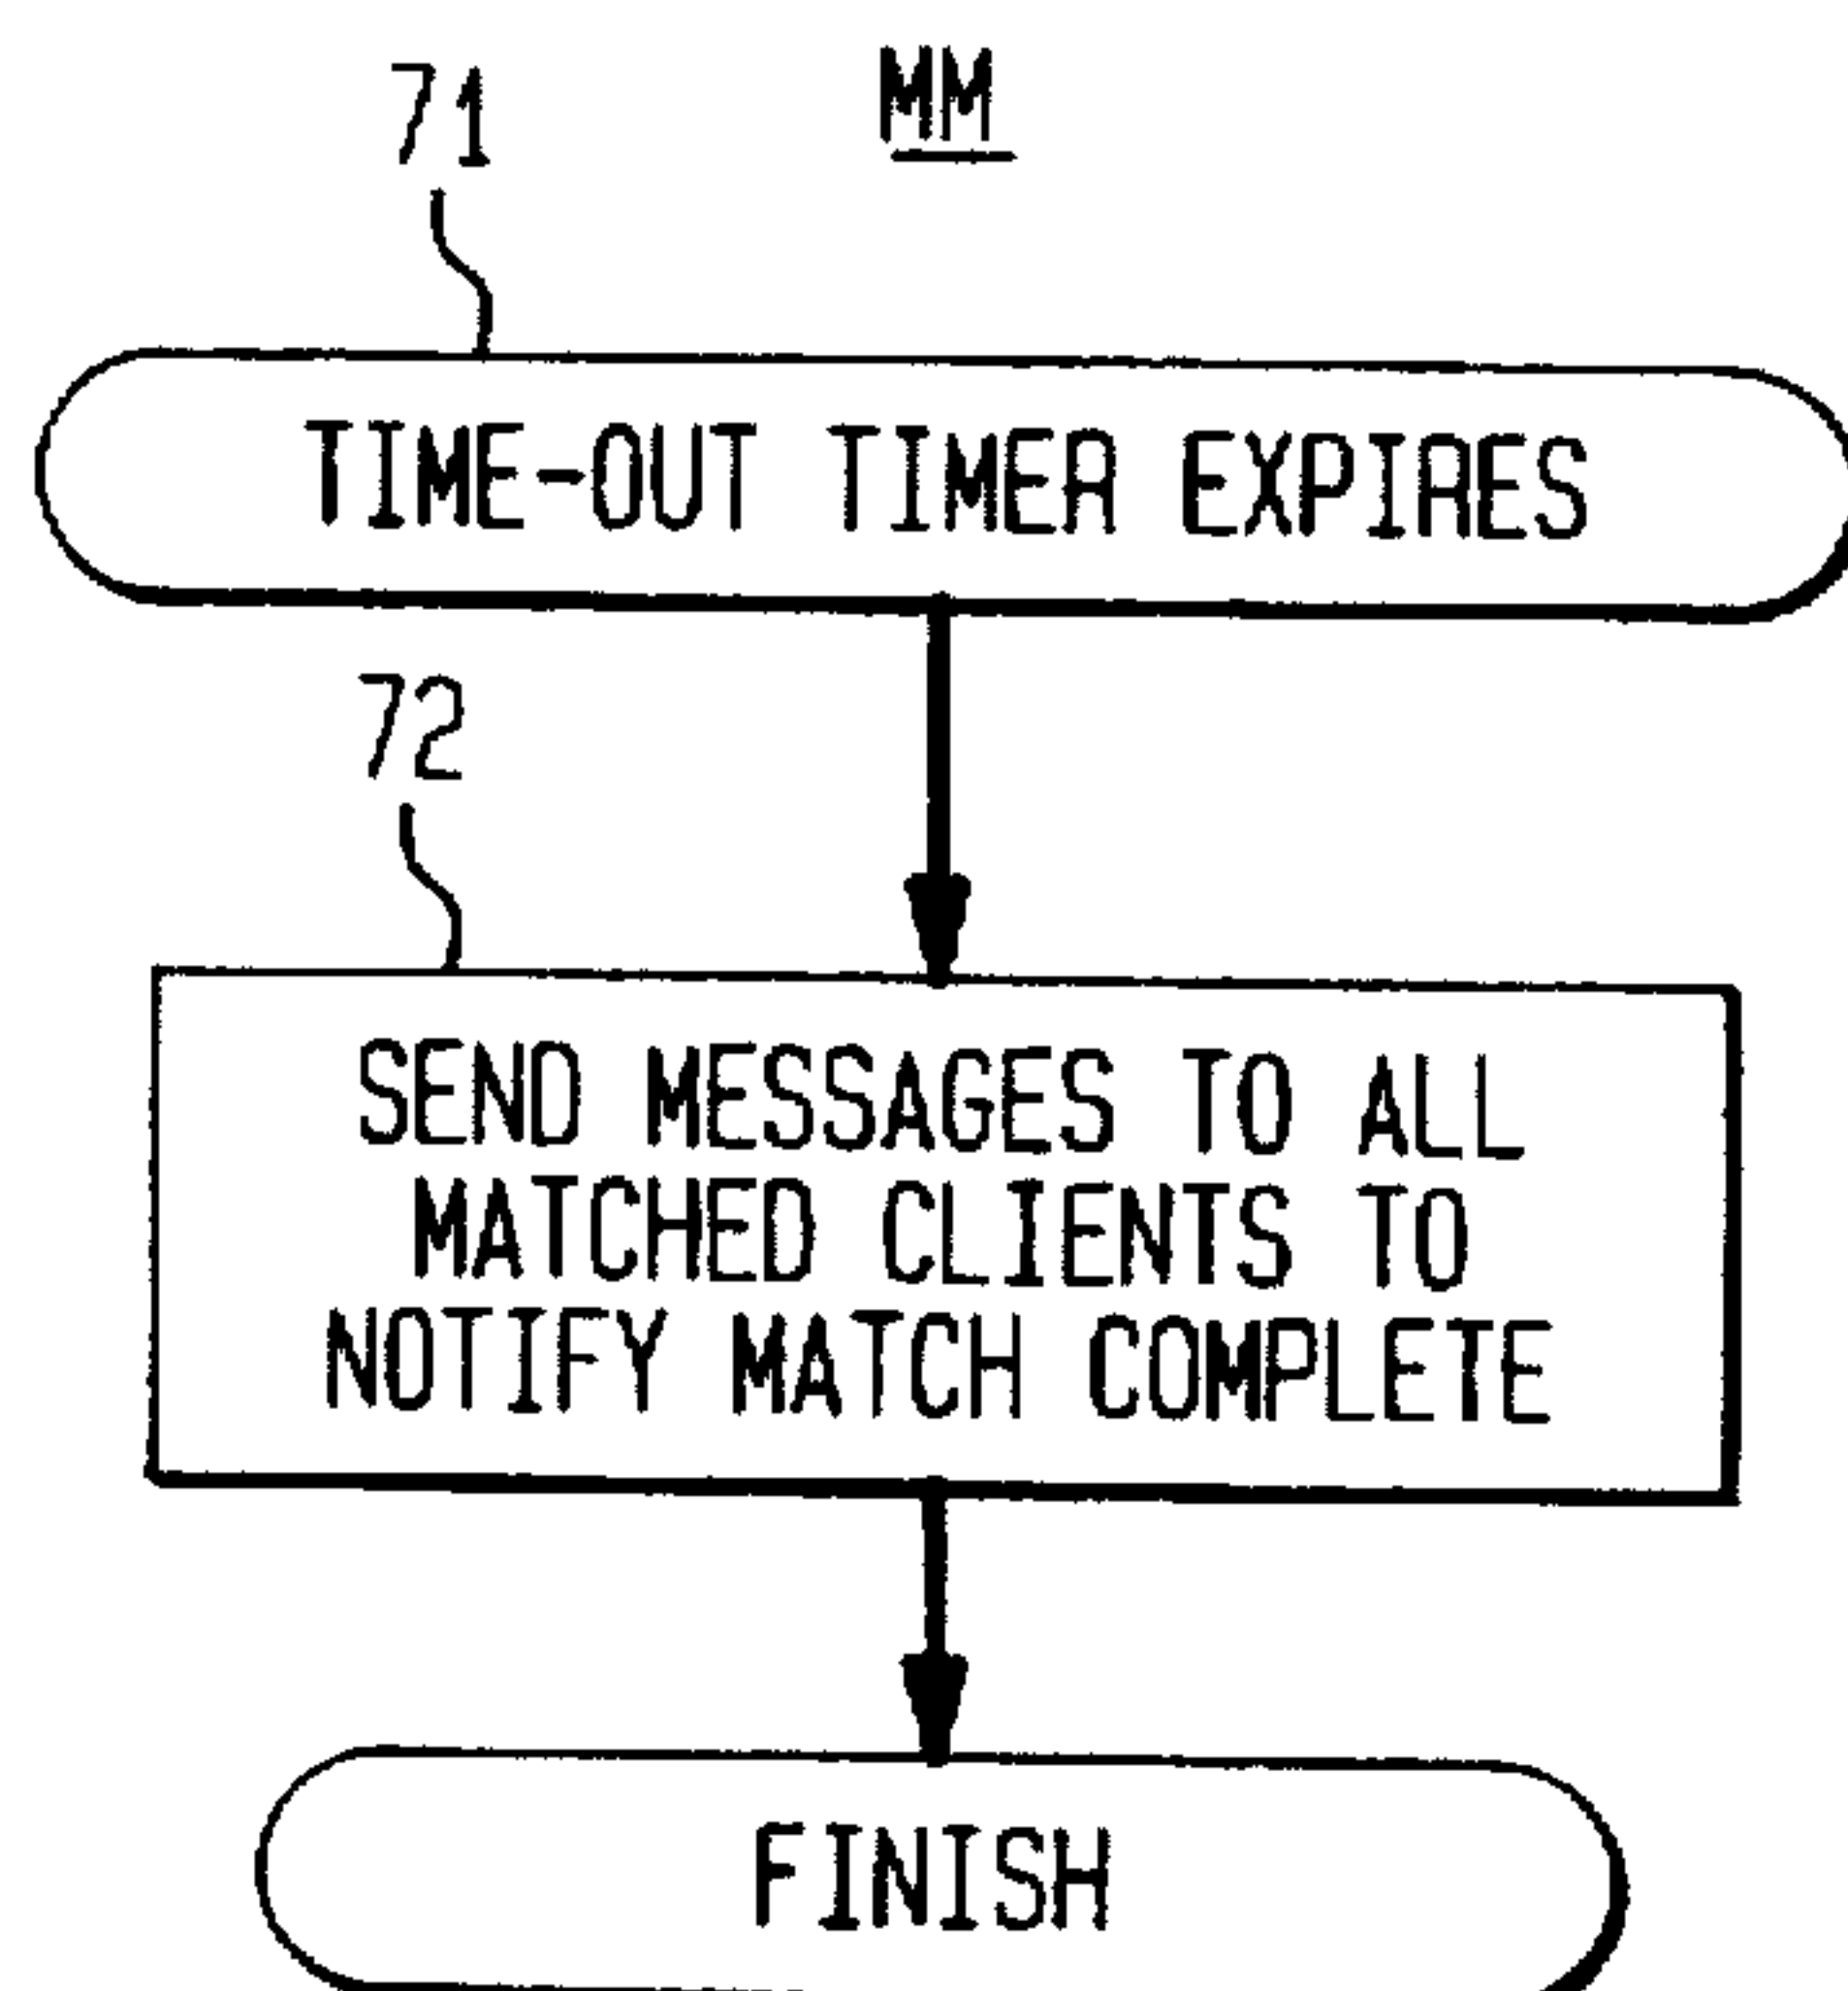 71
MM
TIME-OUT TIMER EXPIRES
72
SEND MESSAGES TO ALL
MATCHED CLIENTS TO
NOTIFY MATCH COMPLETE
FINISH